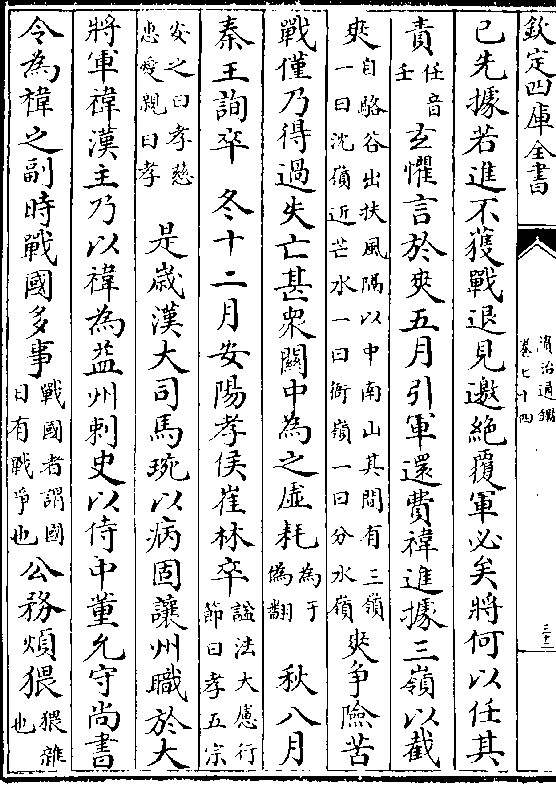 欽定四庫全書
資治通鑑
卷七十四
三十三
已先據若進不獲戰退見邀絶覆軍必矣將何以任其
責任音壬玄懼言於爽五月引軍還費禕進據三嶺以截
爽自駱谷出扶風隔以中南山其間有三嶺一曰沈嶺近芒水一曰衙嶺一曰分水嶺爽争險苦
戰僅乃得過失亡甚衆關中為之虛耗為于偽翻　秋八月
秦王詢卒　冬十二月安陽孝侯崔林卒諡法大慮行節曰孝五宗
安之曰孝慈惠愛親曰孝　是歲漢大司馬琬以病固讓州職於大
將軍禕漢主乃以禕為益州刺史以侍中董允守尚書
令為禕之副時戰國多事戰國者謂國日有戰爭也公務煩猥猥雜也